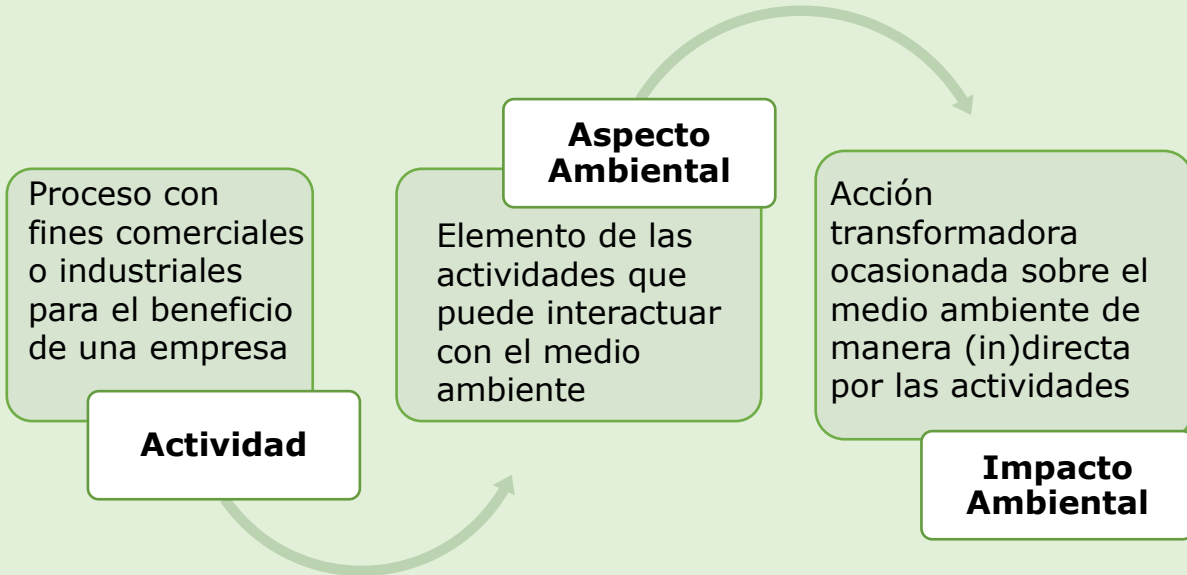 Proceso con
fines comerciales
o industriales
para el beneficio
de una empresa
Actividad
Aspecto
Ambiental
Elemento de las
actividades que
puede interactuar
con el medio
ambiente
Acción
transformadora
ocasionada sobre el
medio ambiente de
manera (in)directa
por las actividades
Impacto
Ambiental